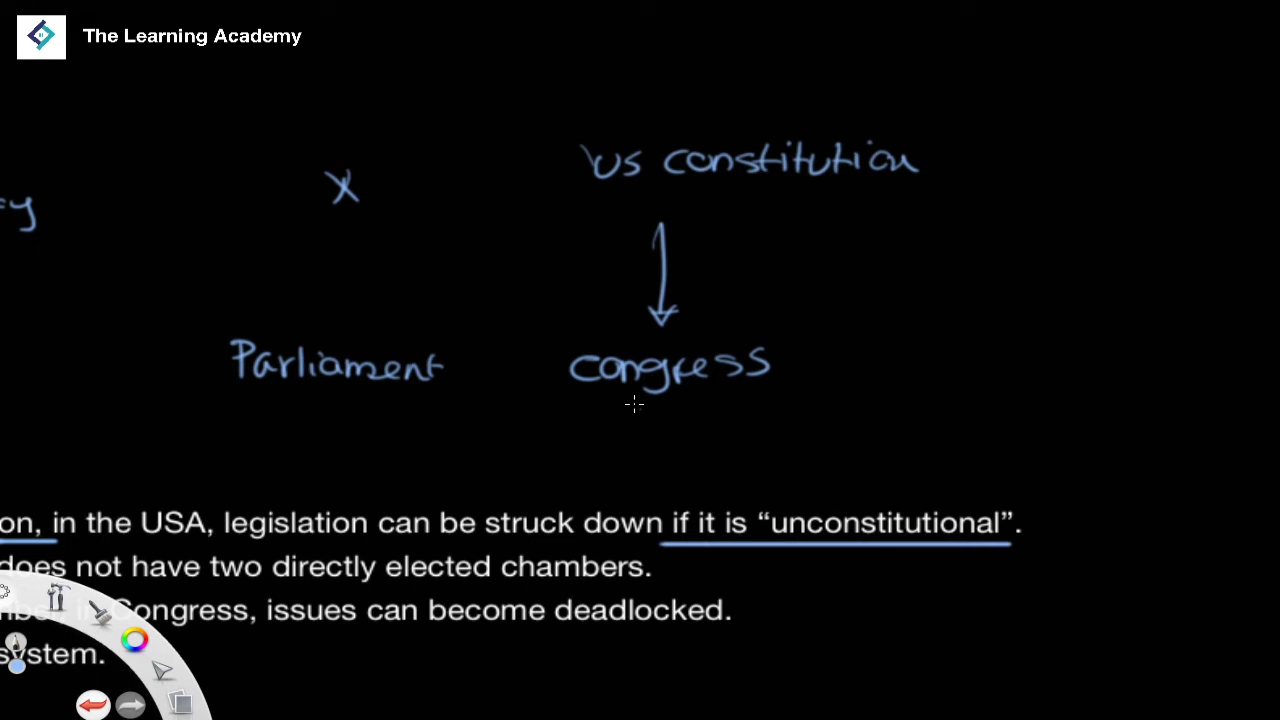 The Learning Academy
us constitution
x
Parliament congress
on, in the USA, legislation can be struck down if it is “unconstitutional”.
does not have two directly elected chambers.
in Congress, issues can become deadlocked.
system.